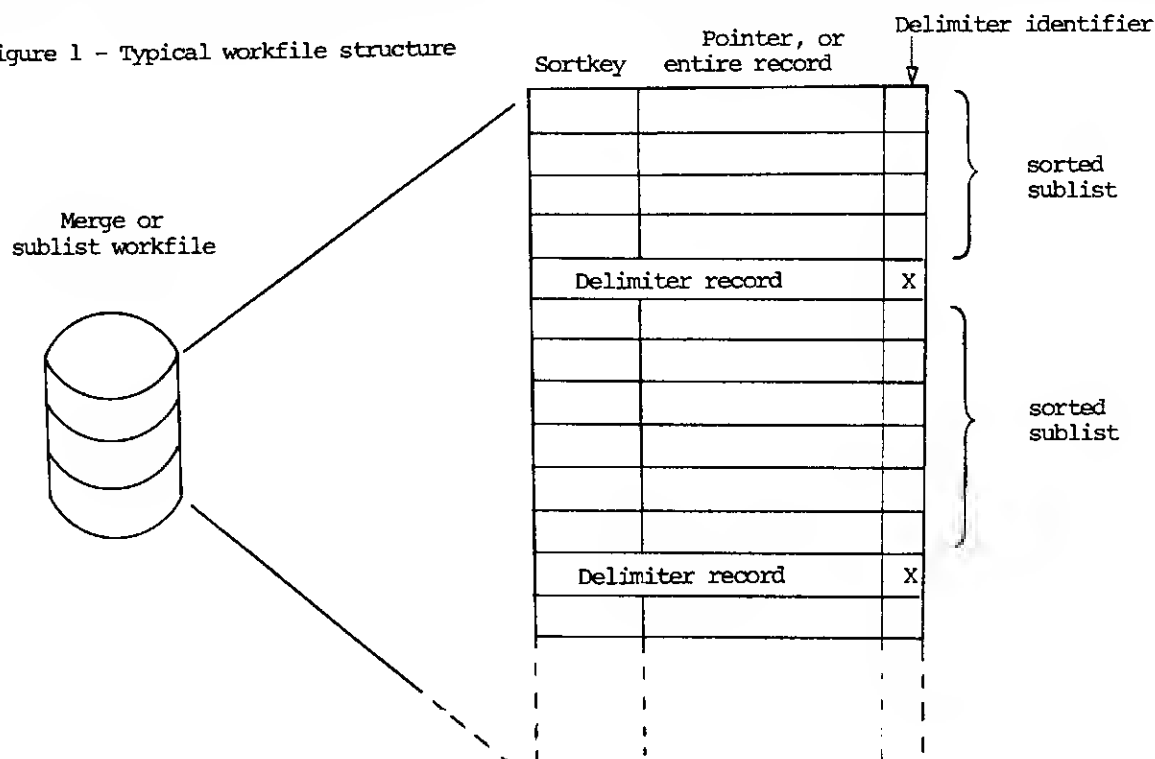 igure 1 - Typical workfile structure
Delimiter identifier
Pointer, or
entire record
Sortkey
sorted
sublist
Merge or
sublist workfile
Delimiter record X
sorted
sublist
Delimiter record X